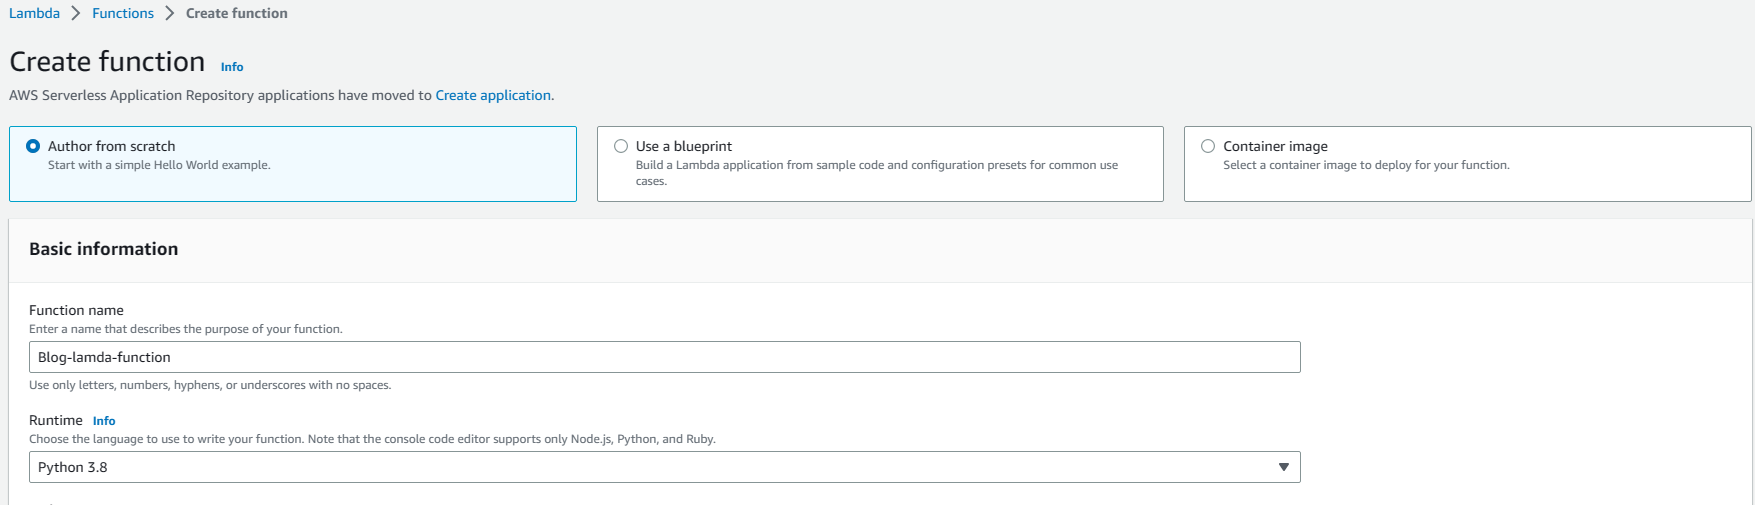 Lambda > Functions > Create function
Create function Info
AWS Serverless Application Repository applications have moved to Create application.
Author from scratch
Start with a simple Hello World example.
Use a blueprint
Build a Lambda application from sample code and configuration presets for common use
cases.
Container image
Select a container image to deploy for your function.
Basic information
Function name
Enter a name that describes the purpose of your function.
Blog-lamda-function
Use only letters, numbers, hyphens, or underscores with no spaces.
Runtime Info
Choose the language to use to write your function. Note that the console code editor supports only Node.js, Python, and Ruby.
Python 3.8